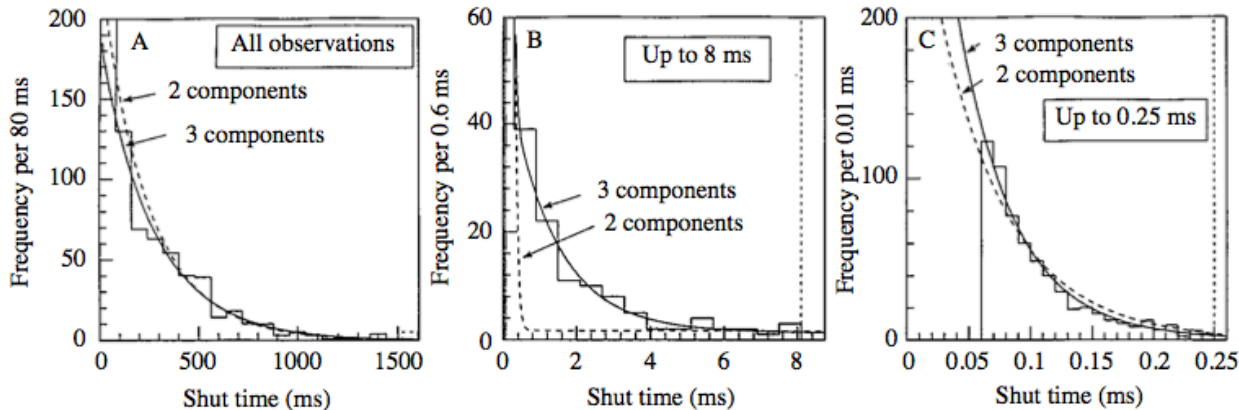 A
All observations
2 components
3 components
Frequency per 80 ms
200
150
100
50
0
0
500
1000
1500
Shut time (ms)
B
Up to 8 ms
3 components
2 components
Frequency per 0.6 ms
60
40
20
0
0
2
4
6
8
Shut time (ms)
C
3 components
2 components
Up to 0.25 ms
Frequency per 0.01 ms
200
100
0
0
0.05
0.1
0.15
0.2
0.25
Shut time (ms)